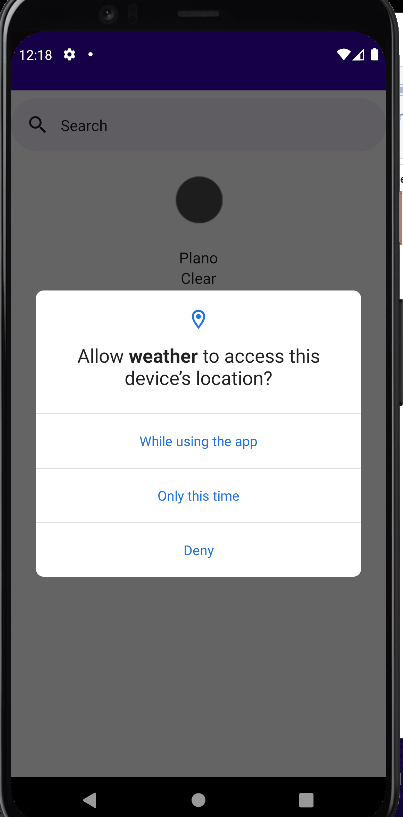 12:18
Search
Plano
Clear
Allow weather to access this
device's location?
While using the app
Only this time
Deny